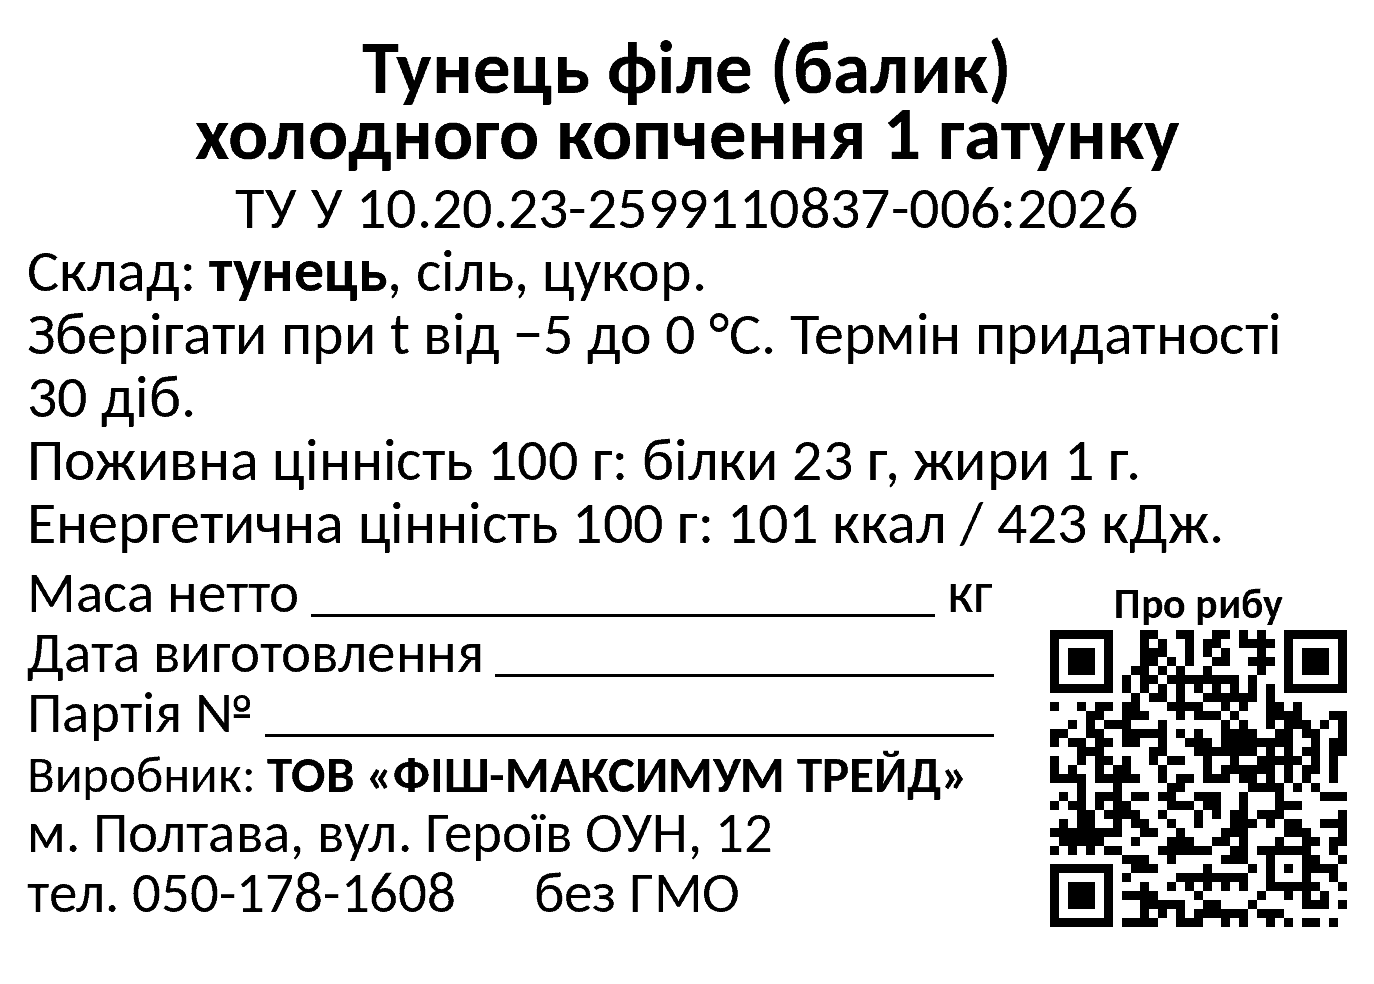 Тунець філе (балик)
холодного копчення 1 гатунку
ТУ У 10.20.23-2599110837-006:2026
Склад: тунець, сіль, цукор.
Зберігати при t від −5 до 0 °С. Термін придатності
30 діб.
Поживна цінність 100 г: білки 23 г, жири 1 г.
Енергетична цінність 100 г: 101 ккал / 423 кДж.
Маса нетто ____________________ кг
Дата виготовлення ________________
Партія № ________________________
Про рибу
Виробник: ТОВ «ФІШ-МАКСИМУМ ТРЕЙД»
м. Полтава, вул. Героїв ОУН, 12
тел. 050-178-1608 без ГМО